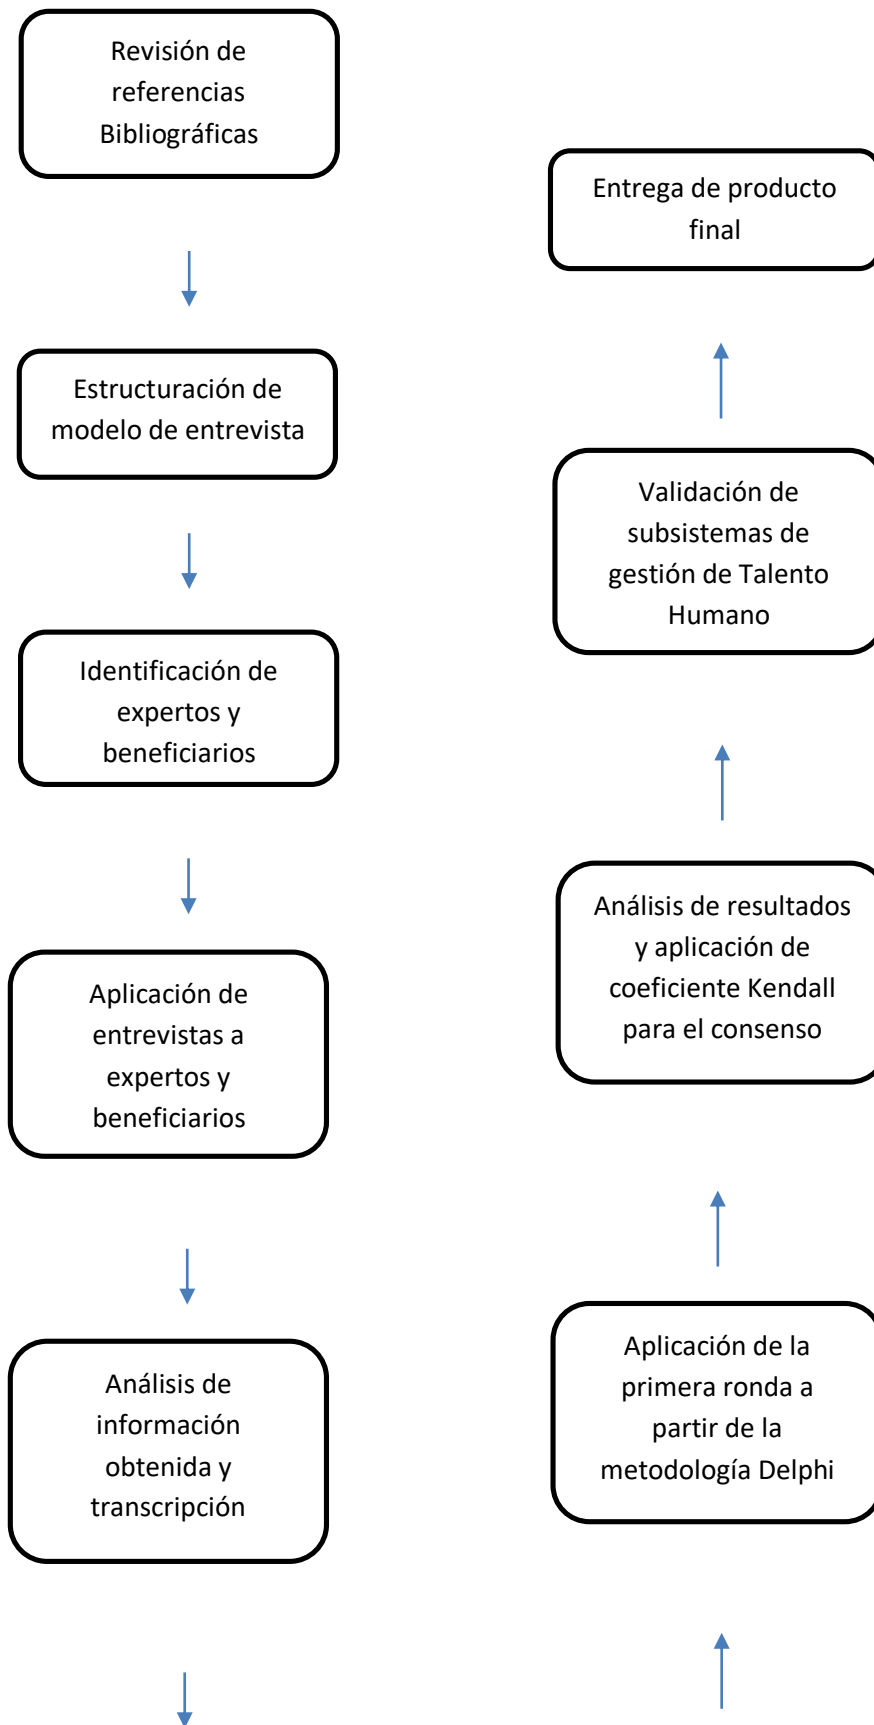 Revisión de
referencias
Bibliográficas
Estructuración de
modelo de entrevista
Identificación de
expertos y
beneficiarios
Aplicación de
entrevistas a
expertos y
beneficiarios
Análisis de
información
obtenida y
transcripción
Entrega de producto
final
Validación de
subsistemas de
gestión de Talento
Humano
Análisis de resultados
y aplicación de
coeficiente Kendall
para el consenso
Aplicación de la
primera ronda a
partir de la
metodología Delphi